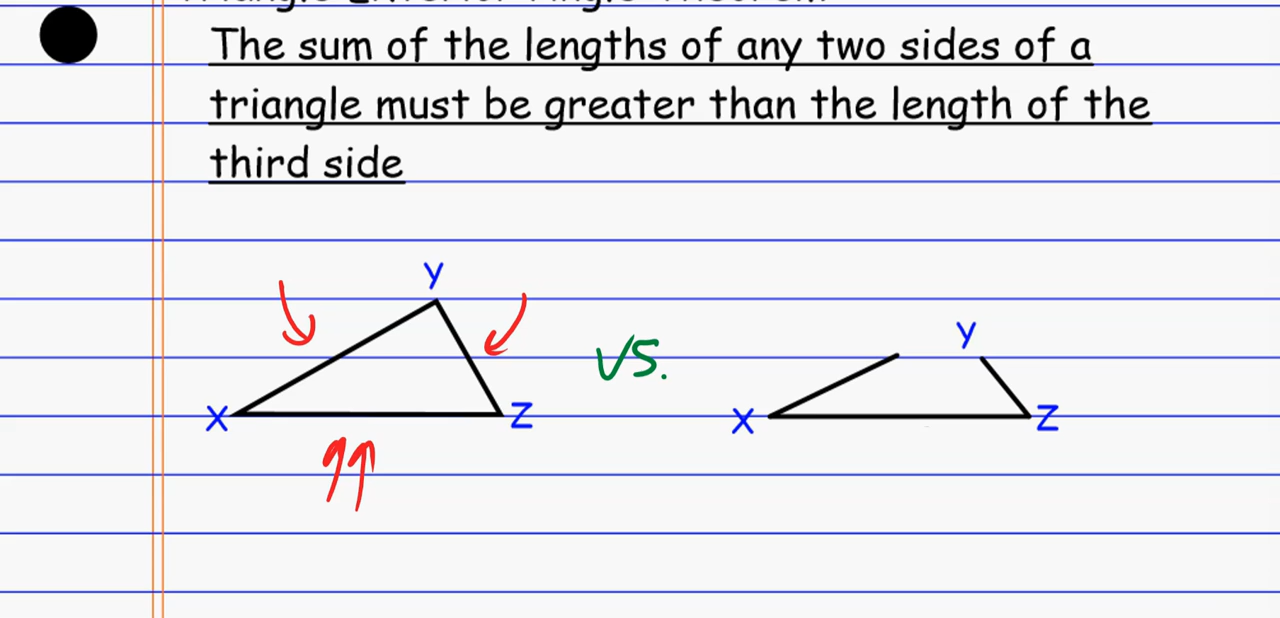 The sum of the lengths of any two sides of a
triangle must be greater than the length of the
third side
Y
X Z
vs.
Y
X Z